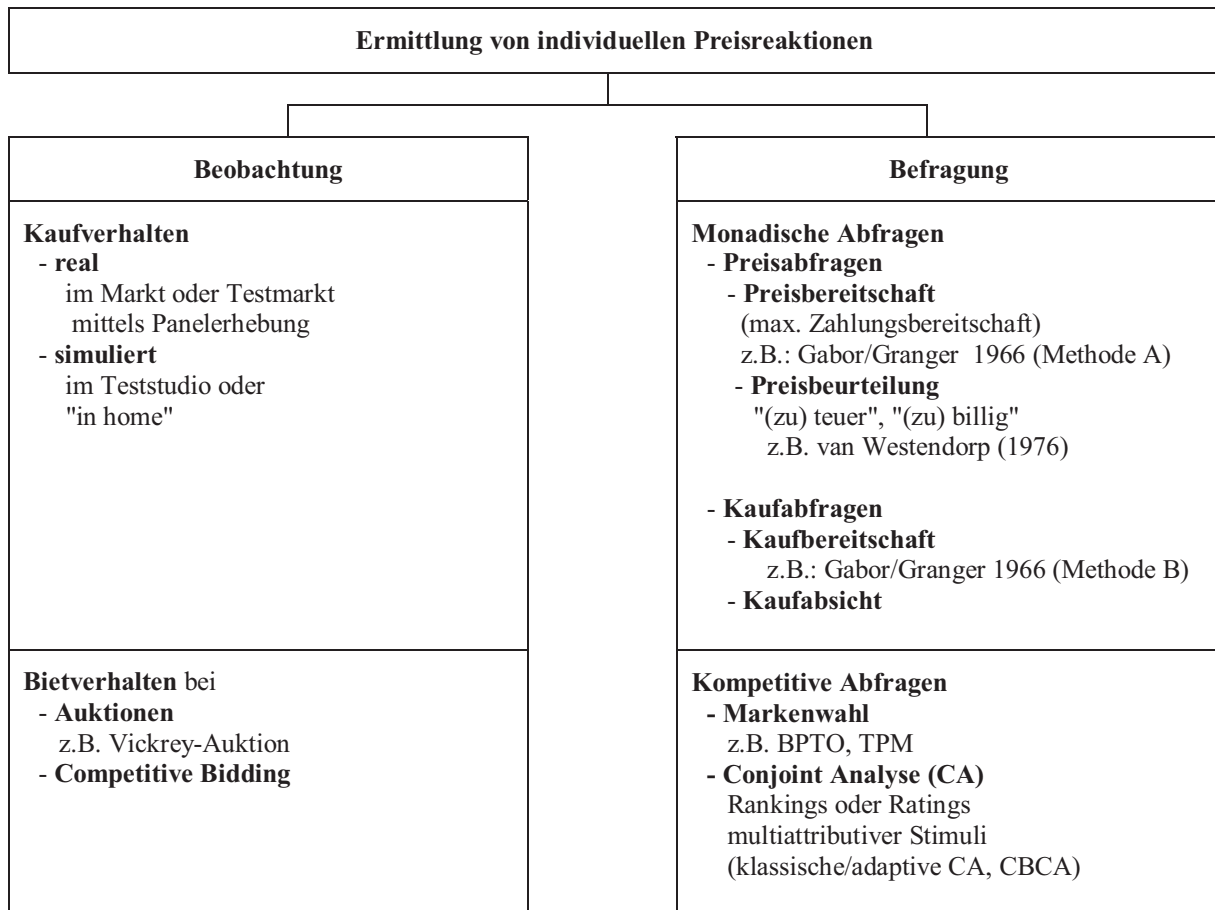 Ermittlung von individuellen Preisreaktionen
Beobachtung
Kaufverhalten
- real
im Markt oder Testmarkt
mittels Panelerhebung
- simuliert
im Teststudio oder
"in home"
Bietverhalten bei
- Auktionen
z.B. Vickrey-Auktion
- Competitive Bidding
Befragung
Monadische Abfragen
- Preisabfragen
- Preisbereitschaft
(max. Zahlungsbereitschaft)
z.B.: Gabor/Granger 1966 (Methode A)
- Preisbeurteilung
"(zu) teuer", "(zu) billig"
z.B. van Westendorp (1976)
- Kaufabfragen
- Kaufbereitschaft
z.B.: Gabor/Granger 1966 (Methode B)
- Kaufabsicht
Kompetitive Abfragen
- Markenwahl
z.B. BPTO, TPM
- Conjoint Analyse (CA)
Rankings oder Ratings
multiattributiver Stimuli
(klassische/adaptive CA, CBCA)